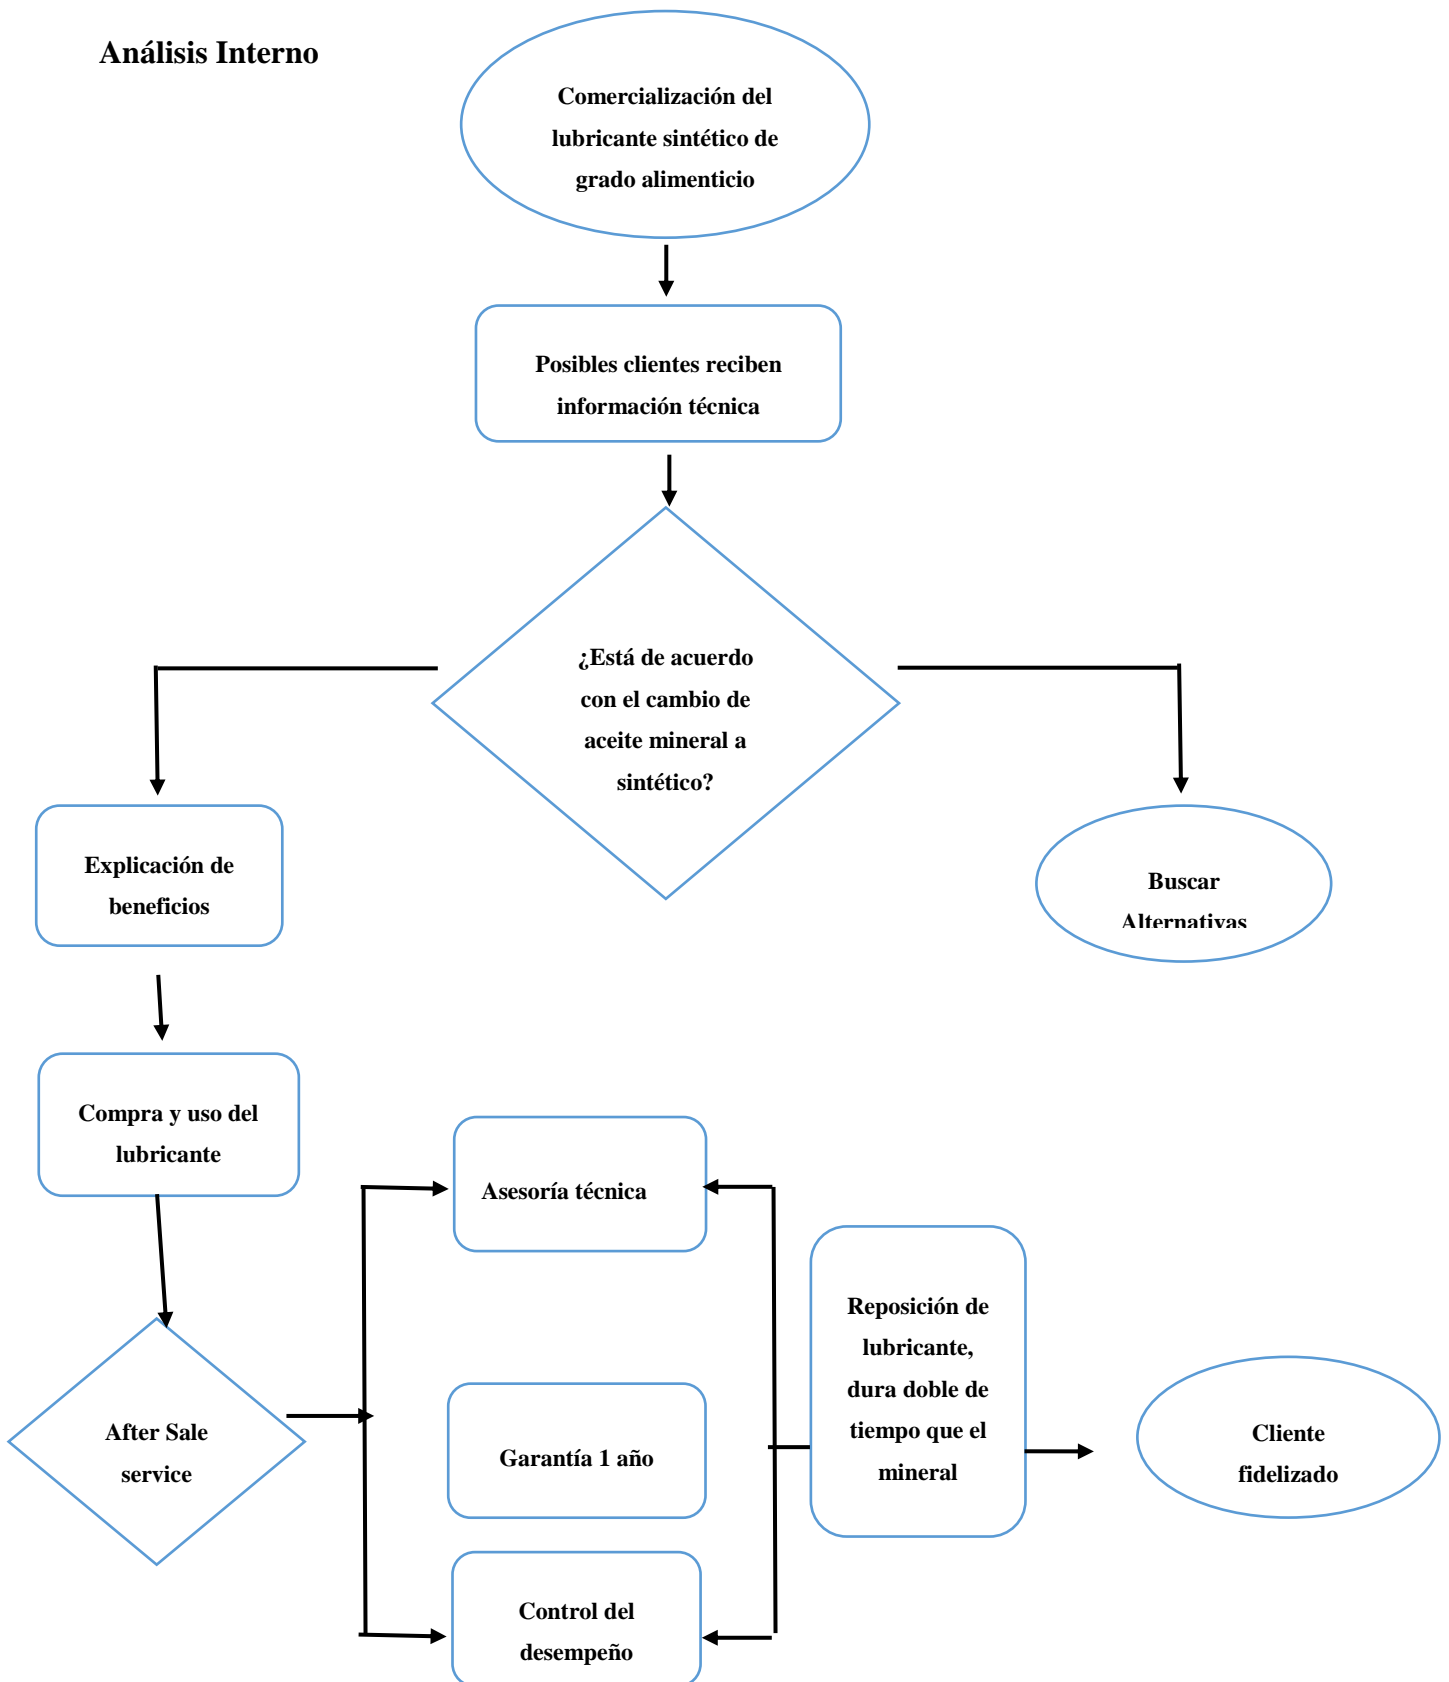 Análisis Interno
Comercialización del
lubricante sintético de
grado alimenticio
Posibles clientes reciben
información técnica
¿Está de acuerdo
con el cambio de
aceite mineral a
sintético?
Explicación de
beneficios
Buscar
Alternativas
Compra y uso del
lubricante
Asesoría técnica
After Sale
service
Garantía 1 año
Control del
desempeño
Reposición de
lubricante,
dura doble de
tiempo que el
mineral
Cliente
fidelizado